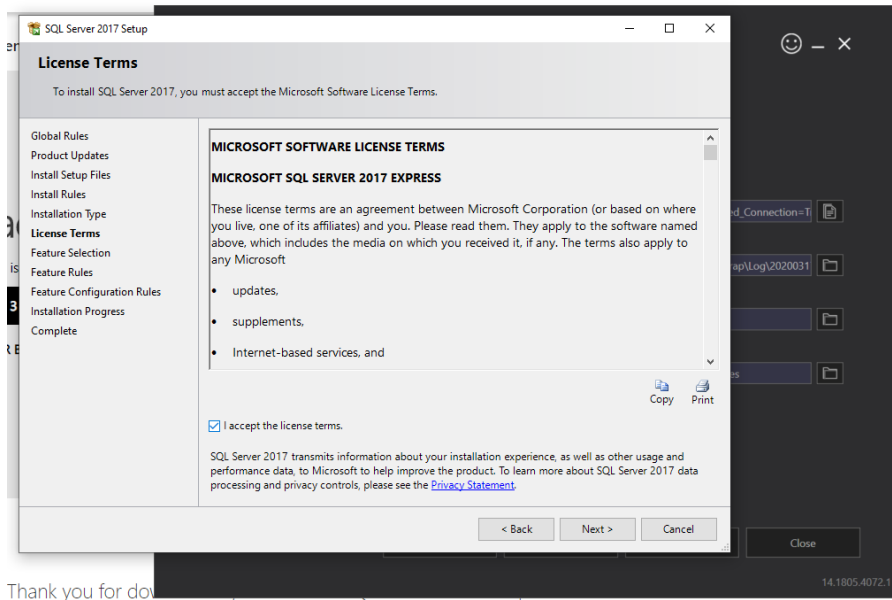 SQL Server 2017 Setup
License Terms
To install SQL Server 2017, you must accept the Microsoft Software License Terms.
Global Rules
Product Updates
Install Setup Files
Install Rules
Installation Type
License Terms
Feature Selection
Feature Rules
Feature Configuration Rules
Installation Progress
Complete
MICROSOFT SOFTWARE LICENSE TERMS
MICROSOFT SQL SERVER 2017 EXPRESS
These license terms are an agreement between Microsoft Corporation (or based on where
you live, one of its affiliates) and you. Please read them. They apply to the software named
above, which includes the media on which you received it, if any. The terms also apply to
any Microsoft
• updates,
• supplements,
• Internet-based services, and
Copy Print
I accept the license terms.
SQL Server 2017 transmits information about your installation experience, as well as other usage and
performance data, to Microsoft to help improve the product. To learn more about SQL Server 2017 data
processing and privacy controls, please see the Privacy Statement.
< Back Next > Cancel
ed_Connection=T
rap\Log\2020031
es
Close
14.1805.4072.1
Thank you for dov